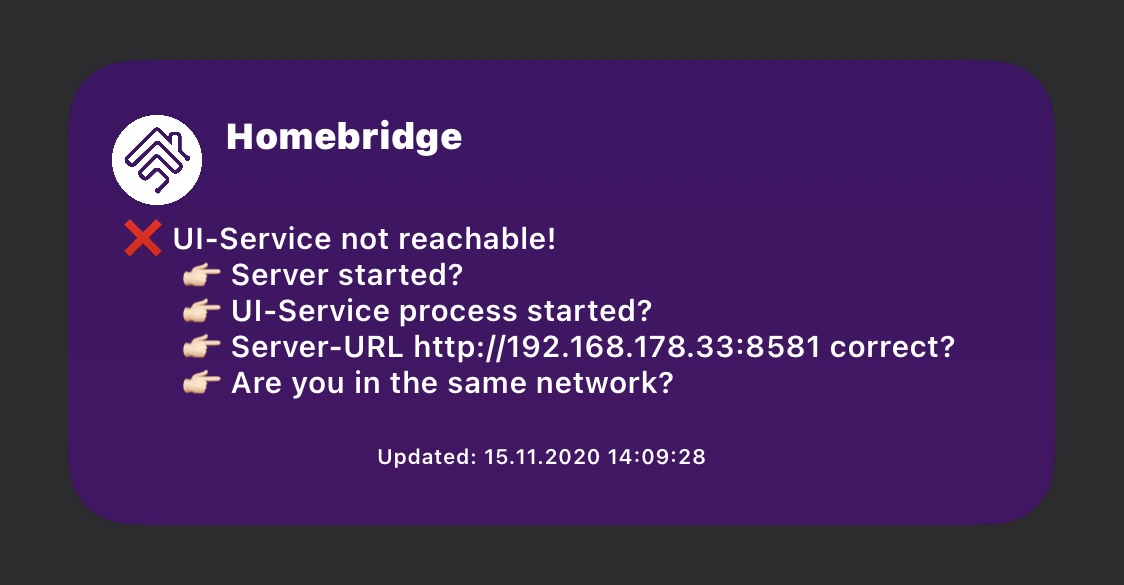 Homebridge
❌ UI-Service not reachable!
👉🏻 Server started?
👉🏻 UI-Service process started?
👉🏻 Server-URL http://192.168.178.33:8581 correct?
👉🏻 Are you in the same network?
Updated: 15.11.2020 14:09:28